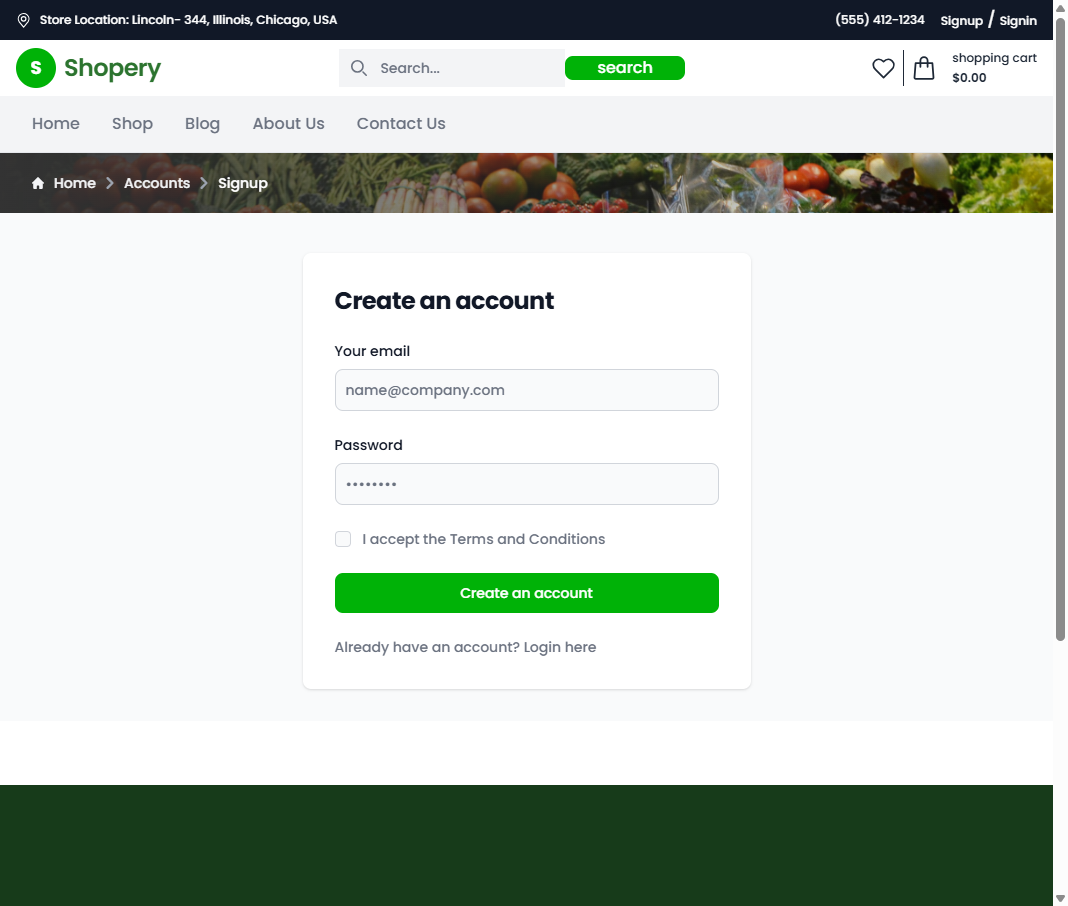 Store Location: Lincoln- 344, Illinois, Chicago, USA
(555) 412-1234 Signup / Signin
S Shopery
Search...
search
shopping cart
$0.00
Home Shop Blog About Us Contact Us
Home > Accounts > Signup
Create an account
Your email
name@company.com
Password
••••••••
I accept the Terms and Conditions
Create an account
Already have an account? Login here